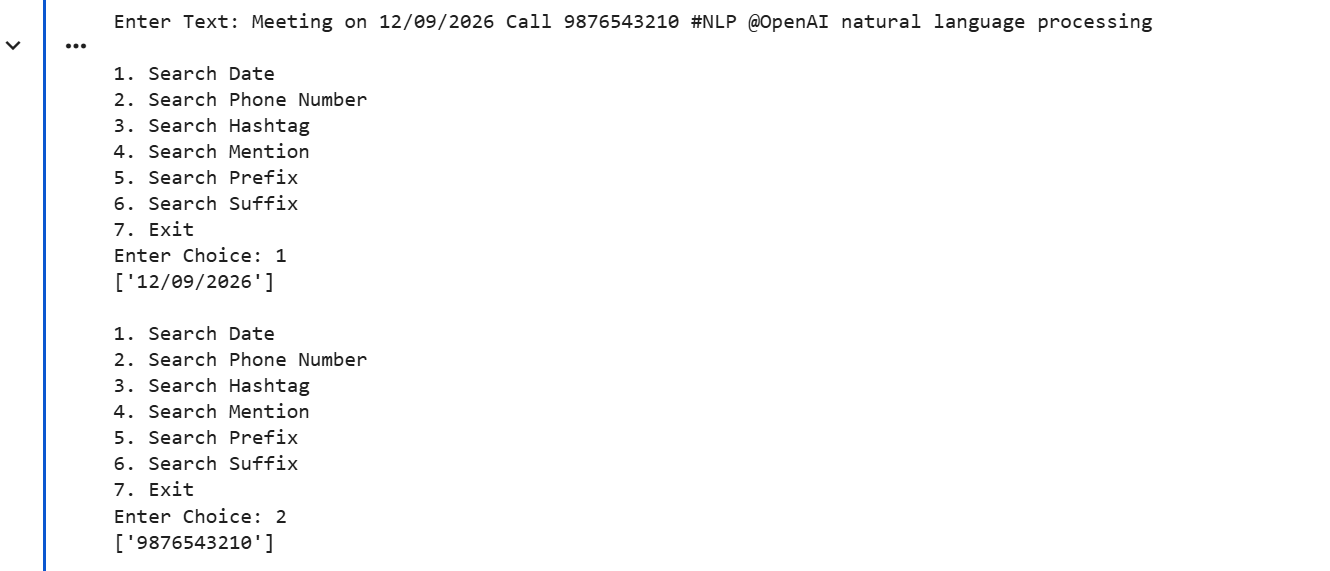 Enter Text: Meeting on 12/09/2026 Call 9876543210 #NLP @OpenAI natural language processing
1. Search Date
2. Search Phone Number
3. Search Hashtag
4. Search Mention
5. Search Prefix
6. Search Suffix
7. Exit
Enter Choice: 1
['12/09/2026']
1. Search Date
2. Search Phone Number
3. Search Hashtag
4. Search Mention
5. Search Prefix
6. Search Suffix
7. Exit
Enter Choice: 2
['9876543210']